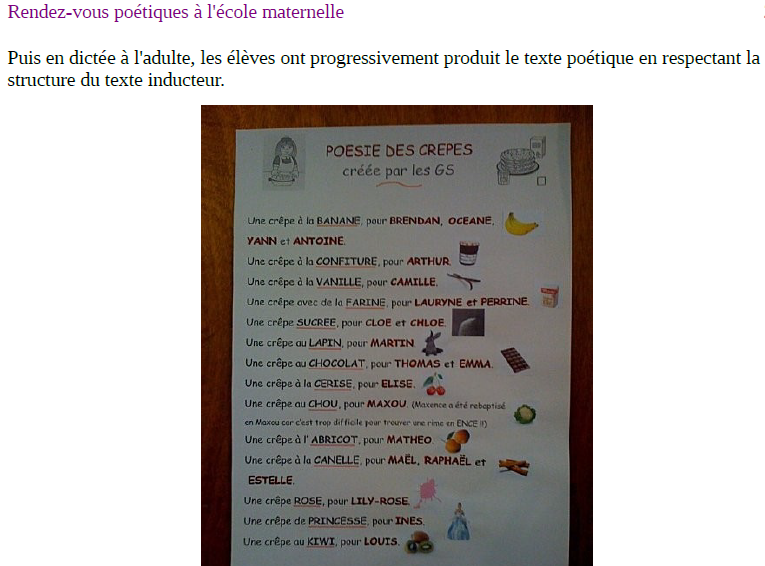 Rendez-vous poétiques à l'école maternelle
Puis en dictée à l'adulte, les élèves ont progressivement produit le texte poétique en respectant la
structure du texte inducteur.
POESIE DES CREPES
créée par les GS
Une crêpe à la BANANE, pour BRENDAN, OCEANE,
YANN et ANTOINE.
Une crêpe à la CONFITURE, pour ARTHUR.
Une crêpe à la VANILLE, pour CAMILLE.
Une crêpe avec de la FARINE, pour LAURYNE et PERRINE.
Une crêpe SUCREE, pour CLOE et CHLOE.
Une crêpe au LAPIN, pour MARTIN.
Une crêpe au CHOCOLAT, pour THOMAS et EMMA.
Une crêpe à la CERISE, pour ELISE.
Une crêpe au CHOU, pour MAXOU. (Maxence a été rebaptisé
en Maxou car c'est trop difficile pour trouver une rime en ENCE !!)
Une crêpe à l'ABRICOT, pour MATHEO.
Une crêpe à la CANELLE, pour MAËL, RAPHAËL et
ESTELLE.
Une crêpe ROSE, pour LILY-ROSE.
Une crêpe de PRINCESSE, pour INES.
Une crêpe au KIWI, pour LOUIS.